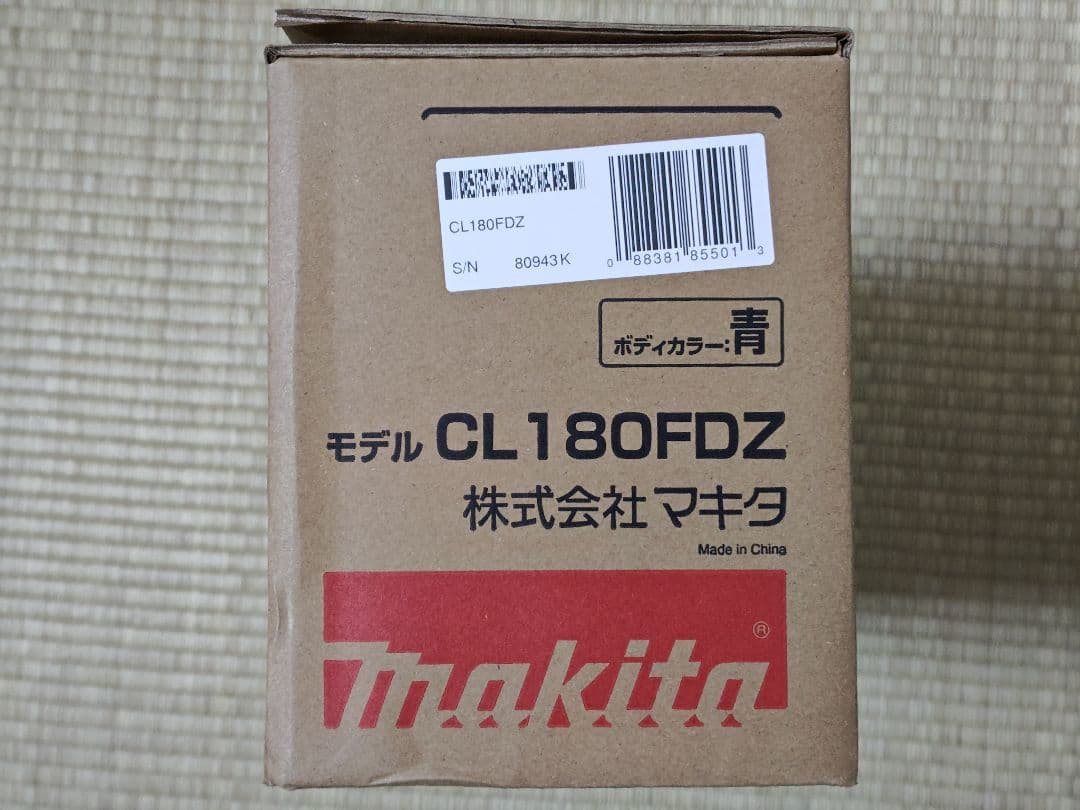 CL180FDZ
S/N 80943K
0 88381 85501 3
ボディカラー:青
モデル CL180FDZ
株式会社マキタ
Made in China
makita®